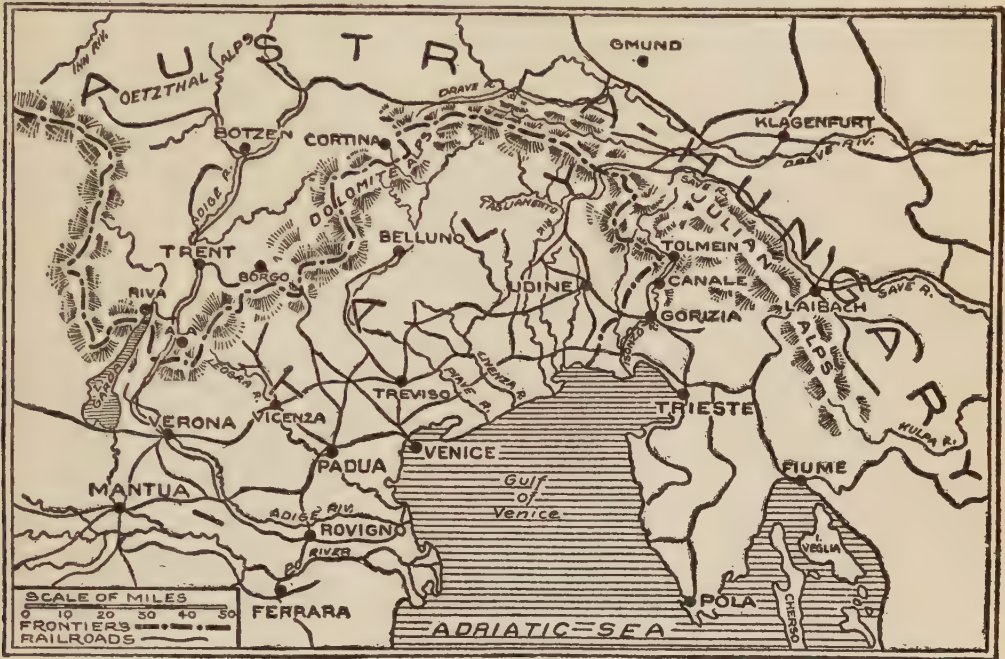 AUSTRIA-HUNGARY
ITALY
INN RIV.
OETZTHAL ALPS
GMUND
DRAVE R.
KLAGENFURT
DRAVE RIV.
BOTZEN
CORTINA
DOLOMITE ALPS
ADIGE R.
TAGLIAMENTO R.
SAVE R.
JULIAN ALPS
TRENT
BORGO
BELLUNO
TOLMEIN
RIVA
UDINE
CANALE
LAIBACH
SAVE R.
GORIZIA
ISONZO
GARDA
VICENZA
TREVISO
PIAVE R.
LIVENZA R.
TRIESTE
VERONA
KULPA R.
PADUA
VENICE
FIUME
MANTUA
Gulf
of
Venice
ADIGE RIV.
ROVIGNO
PO RIVER
I. VEGLIA
FERRARA
POLA
CHERSO
ADRIATIC SEA
SCALE OF MILES
0 10 20 30 40 50
FRONTIERS
RAILROADS